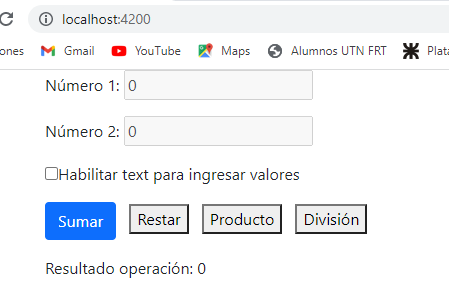 localhost:4200
ones Gmail YouTube Maps Alumnos UTN FRT Plata
Número 1: 0
Número 2: 0
Habilitar text para ingresar valores
Sumar Restar Producto División
Resultado operación: 0